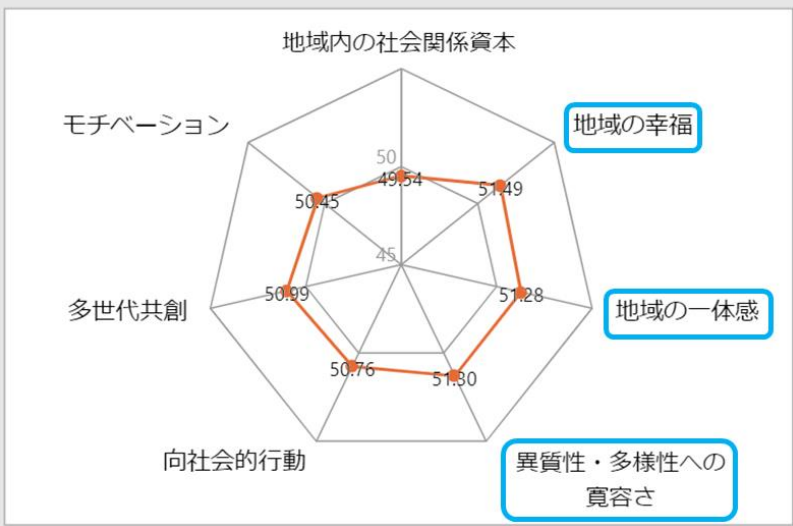 地域内の社会関係資本
モチベーション
地域の幸福
50
49.54
51.49
50.45
45
多世代共創
50.99
51.28
地域の一体感
50.76
51.30
向社会的行動
異質性・多様性への
寛容さ